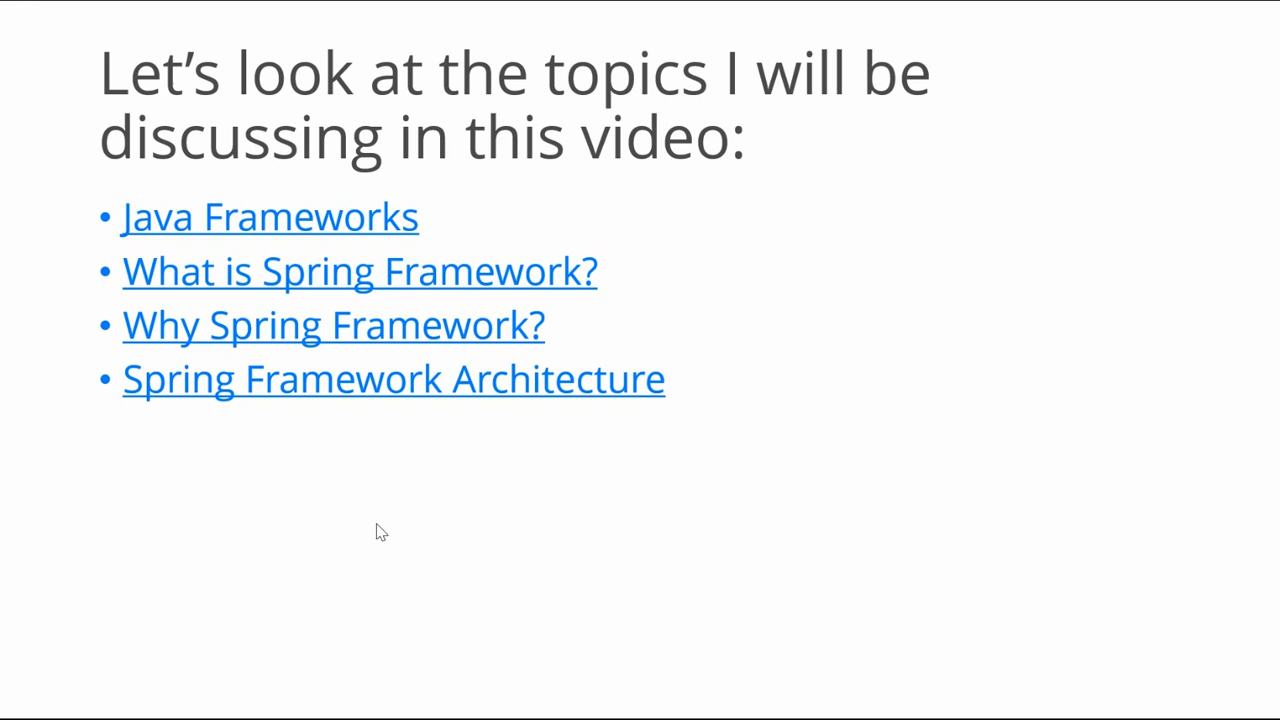 Let’s look at the topics I will be
discussing in this video:
• Java Frameworks
• What is Spring Framework?
• Why Spring Framework?
• Spring Framework Architecture